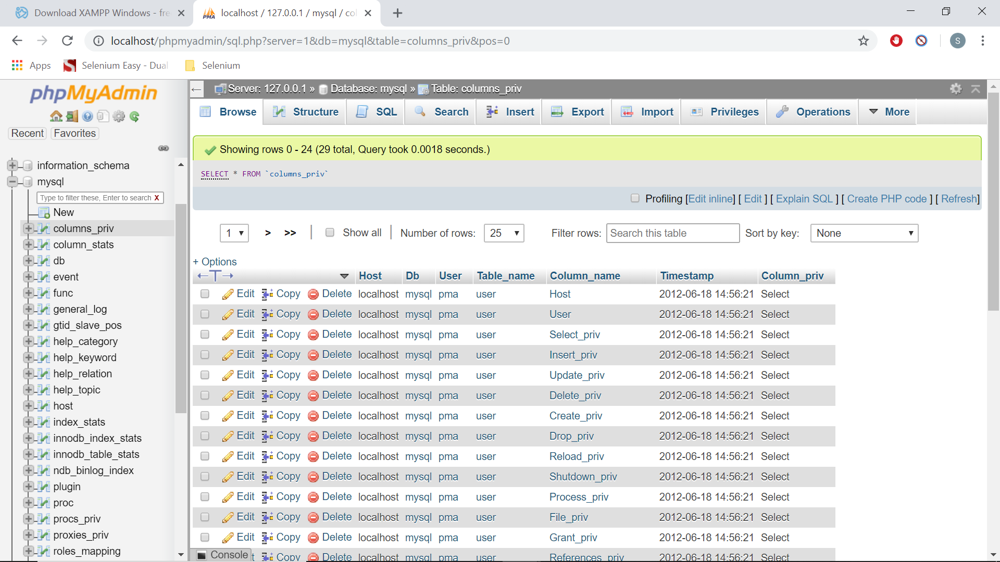 Download XAMPP Windows - fre
localhost / 127.0.0.1 / mysql / col
localhost/phpmyadmin/sql.php?server=1&db=mysql&table=columns_priv&pos=0
S
Apps
Selenium Easy - Dual
Selenium
phpMyAdmin
Recent
Favorites
information_schema
mysql
Type to filter these, Enter to search X
New
columns_priv
column_stats
db
event
func
general_log
gtid_slave_pos
help_category
help_keyword
help_relation
help_topic
host
index_stats
innodb_index_stats
innodb_table_stats
ndb_binlog_index
plugin
proc
procs_priv
proxies_priv
roles_mapping
Server: 127.0.0.1 » Database: mysql » Table: columns_priv
Browse Structure SQL Search Insert Export Import Privileges Operations More
Showing rows 0 - 24 (29 total, Query took 0.0018 seconds.)
SELECT * FROM `columns_priv`
Profiling [Edit inline] [ Edit ] [ Explain SQL ] [ Create PHP code ] [ Refresh]
1 > >> | Show all | Number of rows: 25 Filter rows: Search this table Sort by key: None
+ Options
Host Db User Table_name Column_name Timestamp Column_priv
Edit Copy Delete localhost mysql pma user Host 2012-06-18 14:56:21 Select
Edit Copy Delete localhost mysql pma user User 2012-06-18 14:56:21 Select
Edit Copy Delete localhost mysql pma user Select_priv 2012-06-18 14:56:21 Select
Edit Copy Delete localhost mysql pma user Insert_priv 2012-06-18 14:56:21 Select
Edit Copy Delete localhost mysql pma user Update_priv 2012-06-18 14:56:21 Select
Edit Copy Delete localhost mysql pma user Delete_priv 2012-06-18 14:56:21 Select
Edit Copy Delete localhost mysql pma user Create_priv 2012-06-18 14:56:21 Select
Edit Copy Delete localhost mysql pma user Drop_priv 2012-06-18 14:56:21 Select
Edit Copy Delete localhost mysql pma user Reload_priv 2012-06-18 14:56:21 Select
Edit Copy Delete localhost mysql pma user Shutdown_priv 2012-06-18 14:56:21 Select
Edit Copy Delete localhost mysql pma user Process_priv 2012-06-18 14:56:21 Select
Edit Copy Delete localhost mysql pma user File_priv 2012-06-18 14:56:21 Select
Edit Copy Delete localhost mysql pma user Grant_priv 2012-06-18 14:56:21 Select
Copy Delete localhost mysql pma user References_priv 2012-06-18 14:56:21 Select
Console